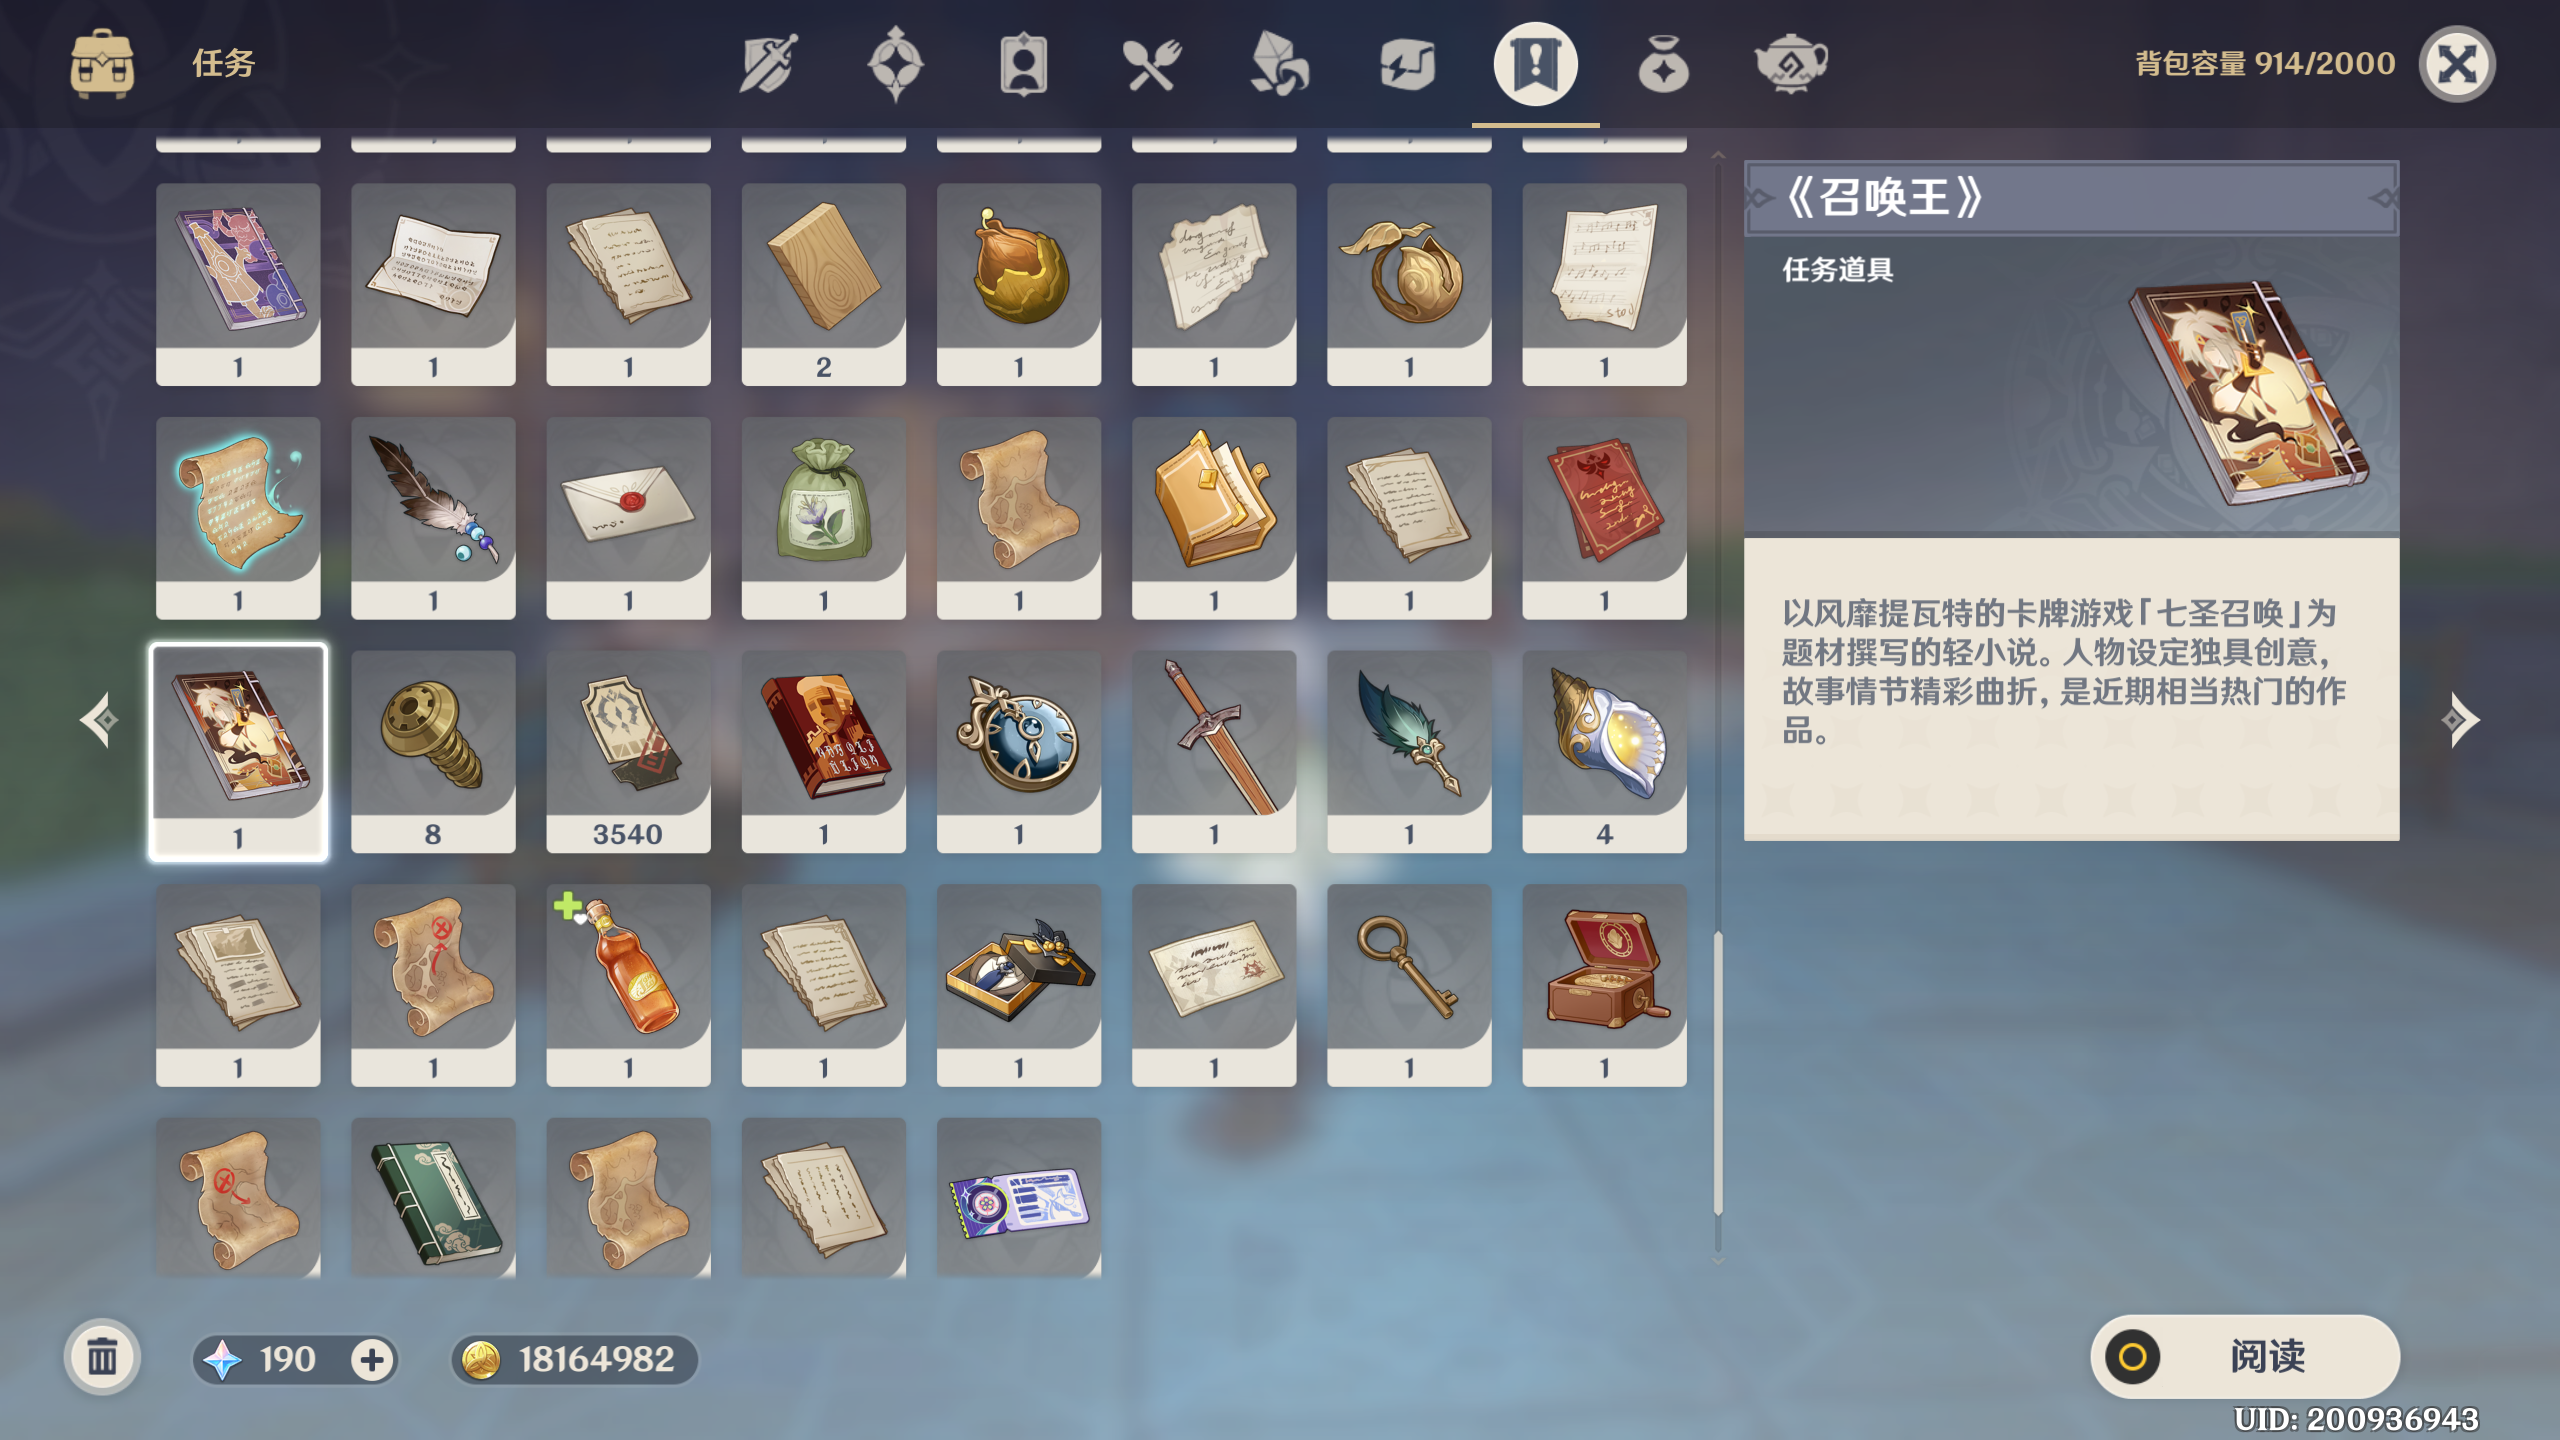 任务
背包容量 914/2000
《召唤王》
任务道具
以风靡提瓦特的卡牌游戏「七圣召唤」为
题材撰写的轻小说。人物设定独具创意，
故事情节精彩曲折，是近期相当热门的作
品。
1 1 1 2 1 1 1 1
1 1 1 1 1 1 1 1
1 8 3540 1 1 1 1 4
1 1 1 1 1 1 1 1
190
18164982
阅读
UID: 200936943